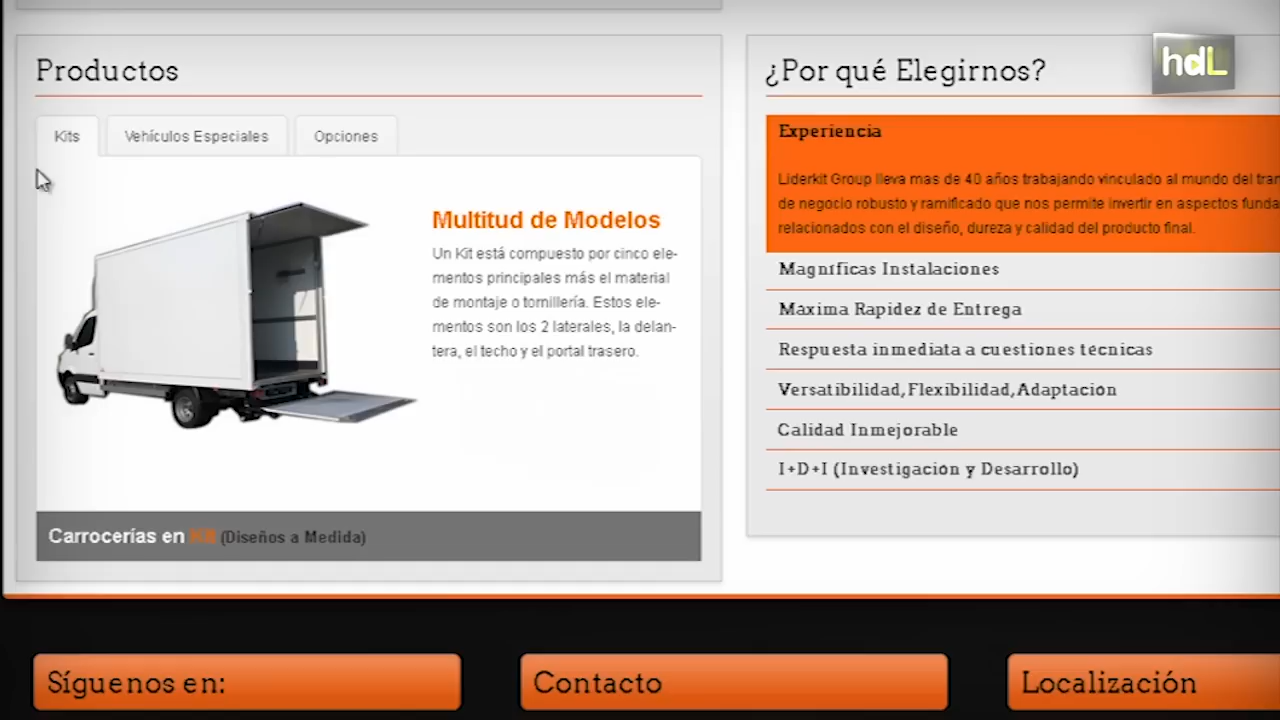 Productos
Kits
Vehículos Especiales
Opciones
Multitud de Modelos
Un Kit está compuesto por cinco ele-
mentos principales más el material
de montaje o tornillería. Estos ele-
mentos son los 2 laterales, la delan-
tera, el techo y el portal trasero.
Carrocerías en Kit (Diseños a Medida)
¿Por qué Elegirnos?
hdL
Experiencia
Liderkit Group lleva mas de 40 años trabajando vinculado al mundo del
de negocio robusto y ramificado que nos permite invertir en aspectos
relacionados con el diseño, dureza y calidad del producto final.
Magníficas Instalaciones
Máxima Rapidez de Entrega
Respuesta inmediata a cuestiones técnicas
Versatibilidad,Flexibilidad,Adaptación
Calidad Inmejorable
I+D+I (Investigación y Desarrollo)
Síguenos en:
Contacto
Localización